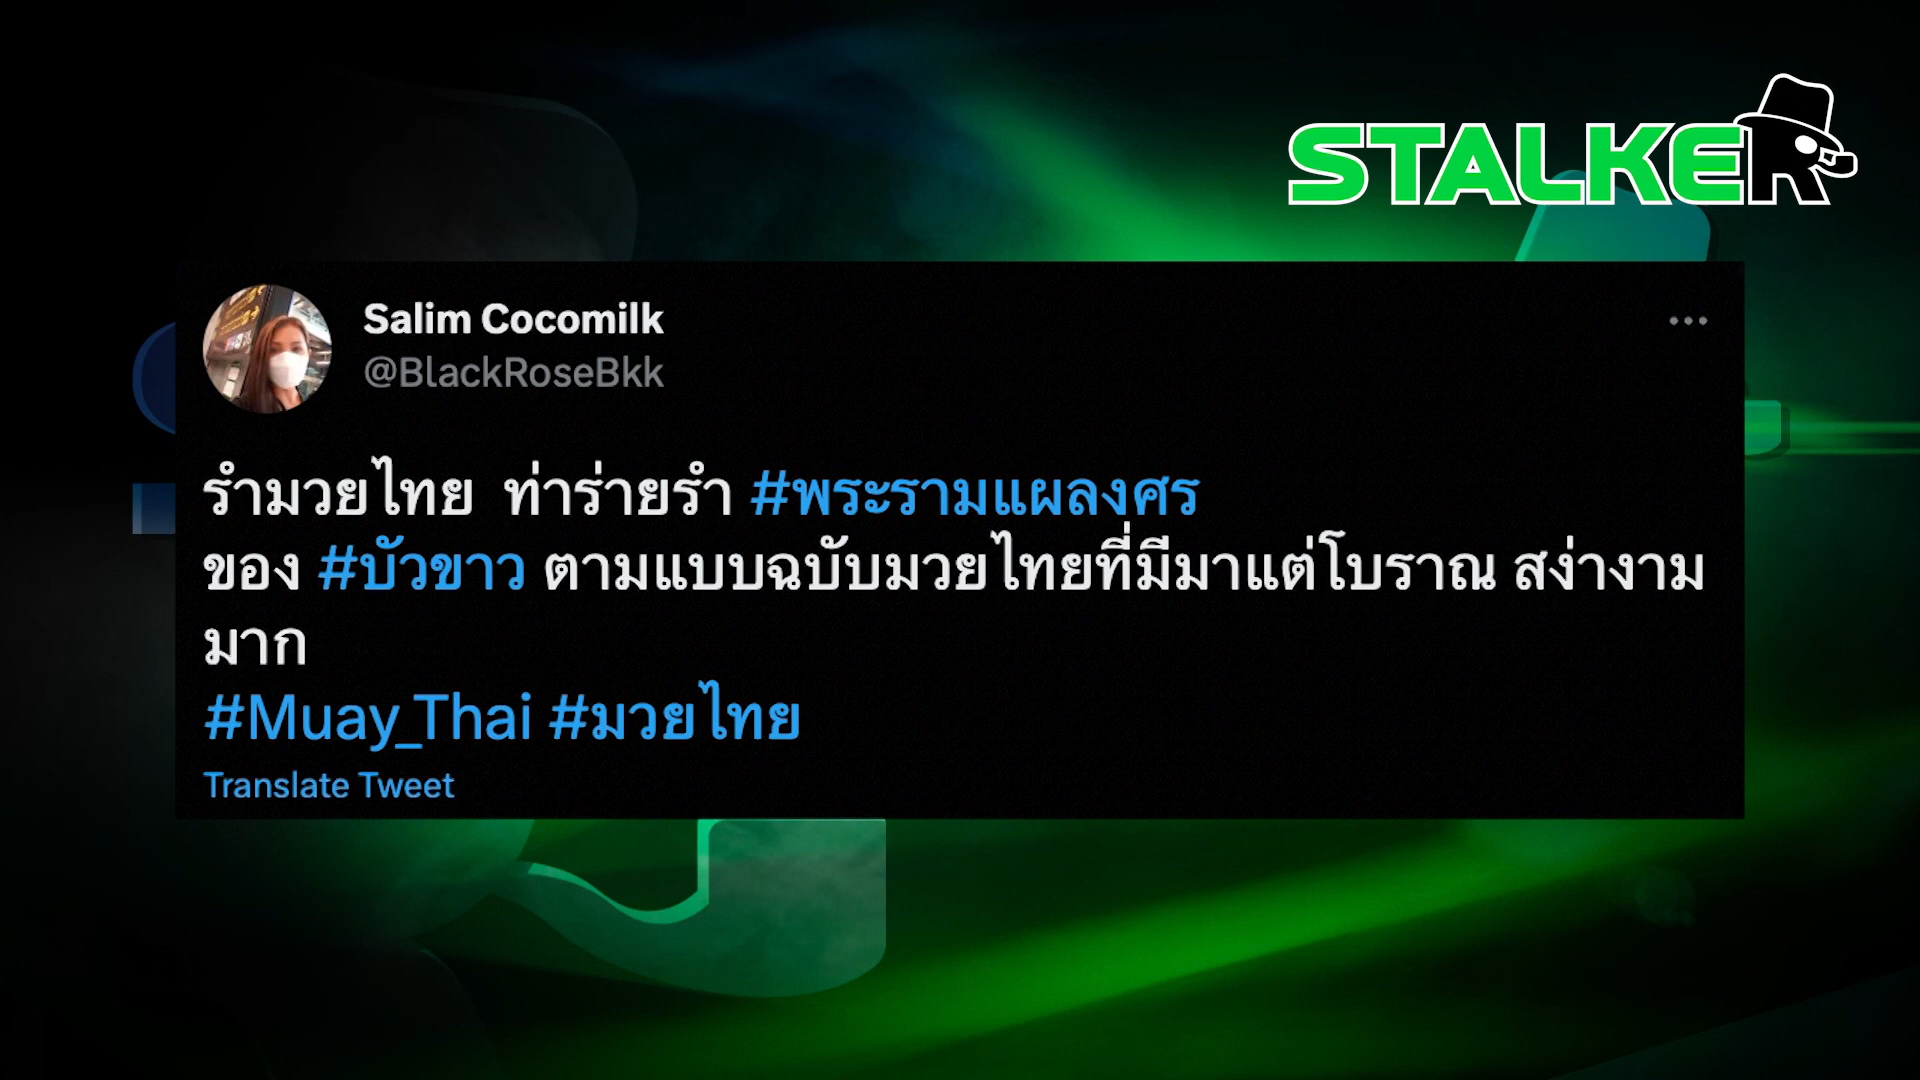 STALKER
Salim Cocomilk
@BlackRoseBkk
รำมวยไทย ท่าร่ายรำ #พระรามแผลงศร
ของ #บัวขาว ตามแบบฉบับมวยไทยที่มีมาแต่โบราณ สง่างาม
มาก
#Muay_Thai #มวยไทย
Translate Tweet